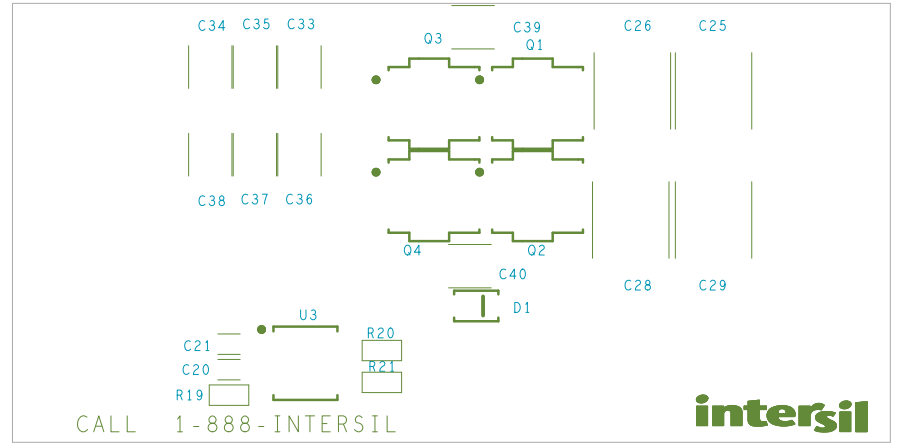 C34 C35 C33 C39 C26 C25
Q3 Q1
C38 C37 C36
Q4 Q2
C40
C28 C29
U3 D1
R20
C21
R21
C20
R19
CALL 1-888-INTERSIL
intersil